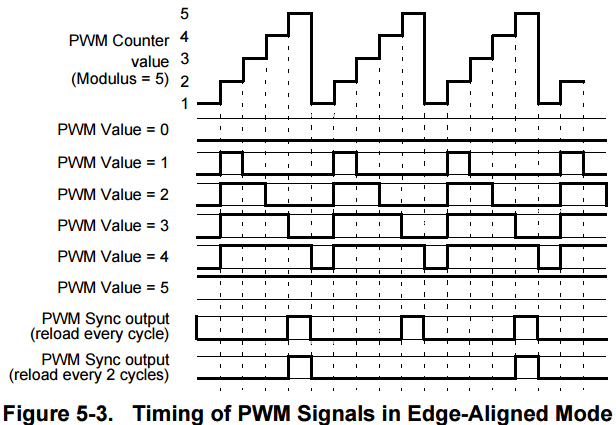 5
PWM Counter
4
value
3
(Modulus = 5)
2
1
PWM Value = 0
PWM Value = 1
PWM Value = 2
PWM Value = 3
PWM Value = 4
PWM Value = 5
PWM Sync output
(reload every cycle)
PWM Sync output
(reload every 2 cycles)
Figure 5-3. Timing of PWM Signals in Edge-Aligned Mode